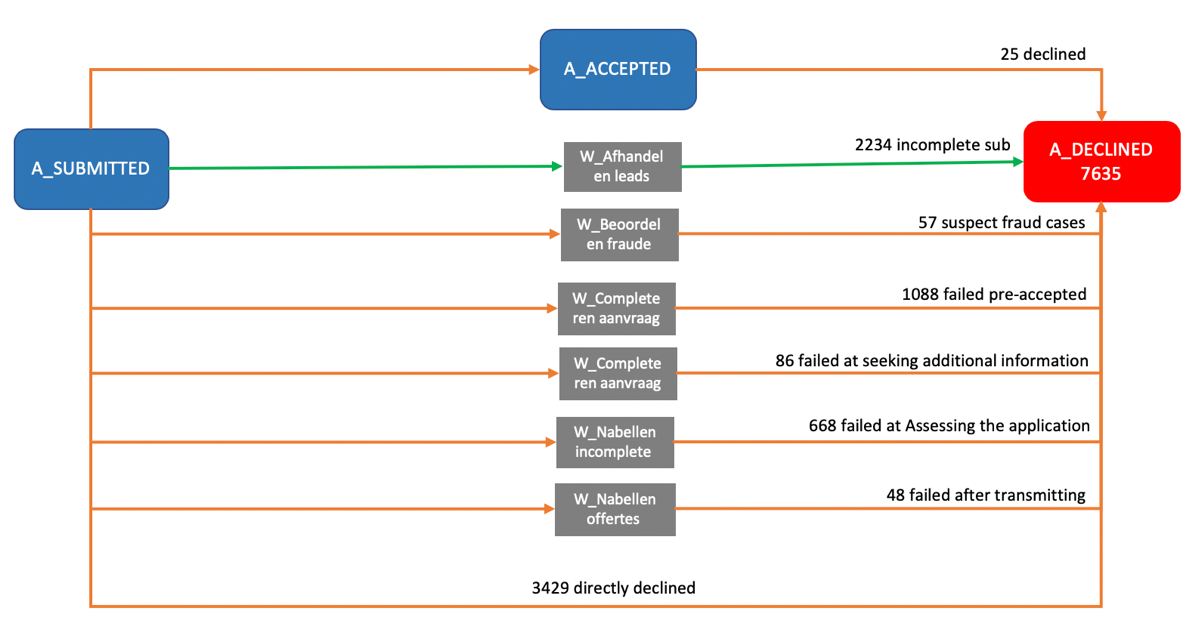 25 declined
A_ACCEPTED
A_SUBMITTED
W_Afhandel
en leads
2234 incomplete sub
A_DECLINED
7635
W_Beoordel
en fraude
57 suspect fraud cases
W_Complete
ren aanvraag
1088 failed pre-accepted
W_Complete
ren aanvraag
86 failed at seeking additional information
W_Nabellen
incomplete
668 failed at Assessing the application
W_Nabellen
offertes
48 failed after transmitting
3429 directly declined